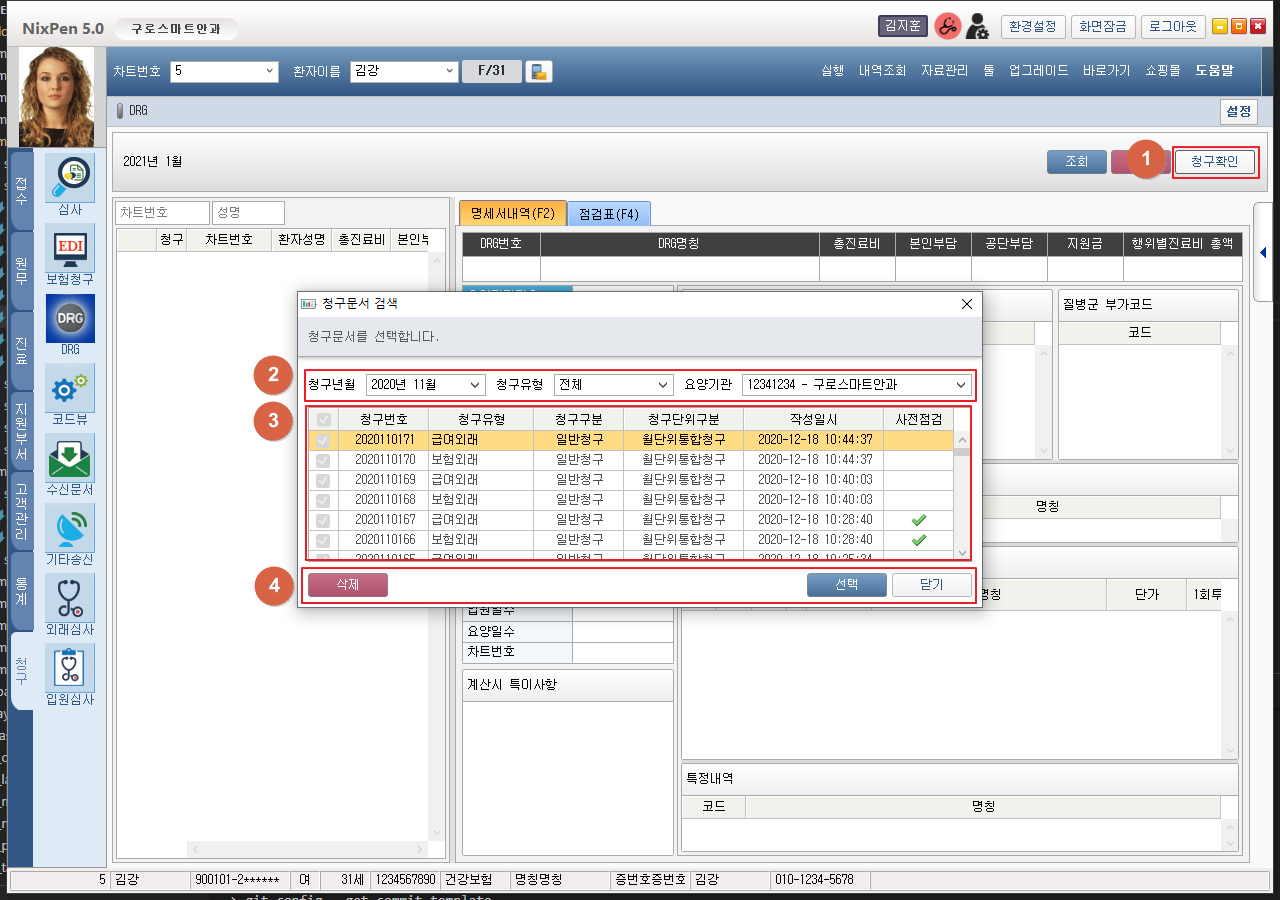 NixPen 5.0 구로스마트안과 김지훈 환경설정 화면잠금 로그아웃
차트번호 5 환자이름 김강 F/31 실행 내역조회 자료관리 툴 업그레이드 바로가기 쇼핑몰 도움말
DRG 설정
2021년 1월 조회 1 청구확인
접수
원무
진료
지원부서
고객관리
통계
청구
심사
EDI
보험청구
DRG
DRG
코드뷰
수신문서
기타송신
외래심사
입원심사
차트번호 성명
청구 차트번호 환자성명 총진료비 본인부
명세서내역(F2) 점검표(F4)
DRG번호 DRG명칭 총진료비 본인부담 공단부담 지원금 행위별진료비 총액
질병군 부가코드
코드
청구문서 검색
청구문서를 선택합니다.
2
청구년월 2020년 11월 청구유형 전체 요양기관 12341234 - 구로스마트안과
3
청구번호 청구유형 청구구분 청구단위구분 작성일시 사전점검
2020110171 급여외래 일반청구 월단위통합청구 2020-12-18 10:44:37
2020110170 보험외래 일반청구 월단위통합청구 2020-12-18 10:44:37
2020110169 급여외래 일반청구 월단위통합청구 2020-12-18 10:40:03
2020110168 보험외래 일반청구 월단위통합청구 2020-12-18 10:40:03
2020110167 급여외래 일반청구 월단위통합청구 2020-12-18 10:28:40
2020110166 보험외래 일반청구 월단위통합청구 2020-12-18 10:28:40
2020110165 급여외래 일반청구 월단위통합청구 2020-12-18 10:25:34
4
삭제 선택 닫기
명칭
명칭 단가 1회투
입원일수
요양일수
차트번호
계산시 특이사항
특정내역
코드 명칭
5 김강 900101-2****** 여 31세 1234567890 건강보험 명칭명칭 증번호증번호 김강 010-1234-5678